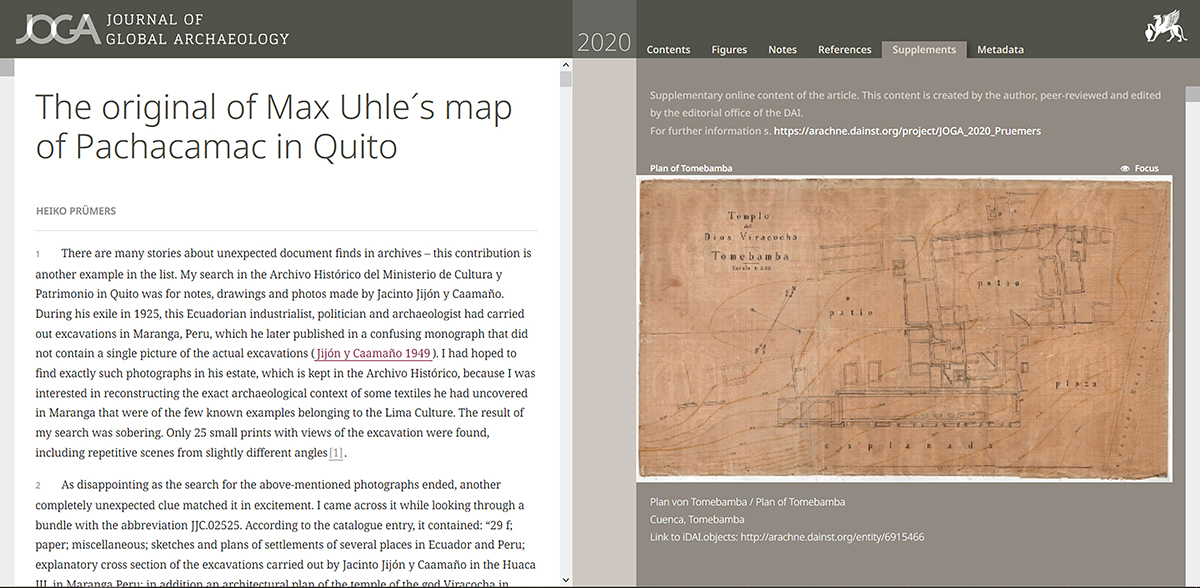 JOGA JOURNAL OF
GLOBAL ARCHAEOLOGY
2020
Contents Figures Notes References Supplements Metadata
The original of Max Uhle´s map
of Pachacamac in Quito
HEIKO PRÜMERS
1 There are many stories about unexpected document finds in archives – this contribution is
another example in the list. My search in the Archivo Histórico del Ministerio de Cultura y
Patrimonio in Quito was for notes, drawings and photos made by Jacinto Jijón y Caamaño.
During his exile in 1925, this Ecuadorian industrialist, politician and archaeologist had carried
out excavations in Maranga, Peru, which he later published in a confusing monograph that did
not contain a single picture of the actual excavations (Jijón y Caamaño 1949). I had hoped to
find exactly such photographs in his estate, which is kept in the Archivo Histórico, because I was
interested in reconstructing the exact archaeological context of some textiles he had uncovered
in Maranga that were of the few known examples belonging to the Lima Culture. The result of
my search was sobering. Only 25 small prints with views of the excavation were found,
including repetitive scenes from slightly different angles[1].
2 As disappointing as the search for the above-mentioned photographs ended, another
completely unexpected clue matched it in excitement. I came across it while looking through a
bundle with the abbreviation JJC.02525. According to the catalogue entry, it contained: “29 f;
paper; miscellaneous; sketches and plans of settlements of several places in Ecuador and Peru;
explanatory cross section of the excavations carried out by Jacinto Jijón y Caamaño in the Huaca
III, in Maranga Peru; in addition an architectural plan of the temple of the god Viracocha in
Supplementary online content of the article. This content is created by the author, peer-reviewed and edited
by the editorial office of the DAI.
For further information s. https://arachne.dainst.org/project/JOGA_2020_Pruemers
Plan of Tomebamba Focus
Templo
del
Dios Viracocha
Tomebamba
patio
patio
plaza
esplanada
Plan von Tomebamba / Plan of Tomebamba
Cuenca, Tomebamba
Link to iDAI.objects: http://arachne.dainst.org/entity/6915466